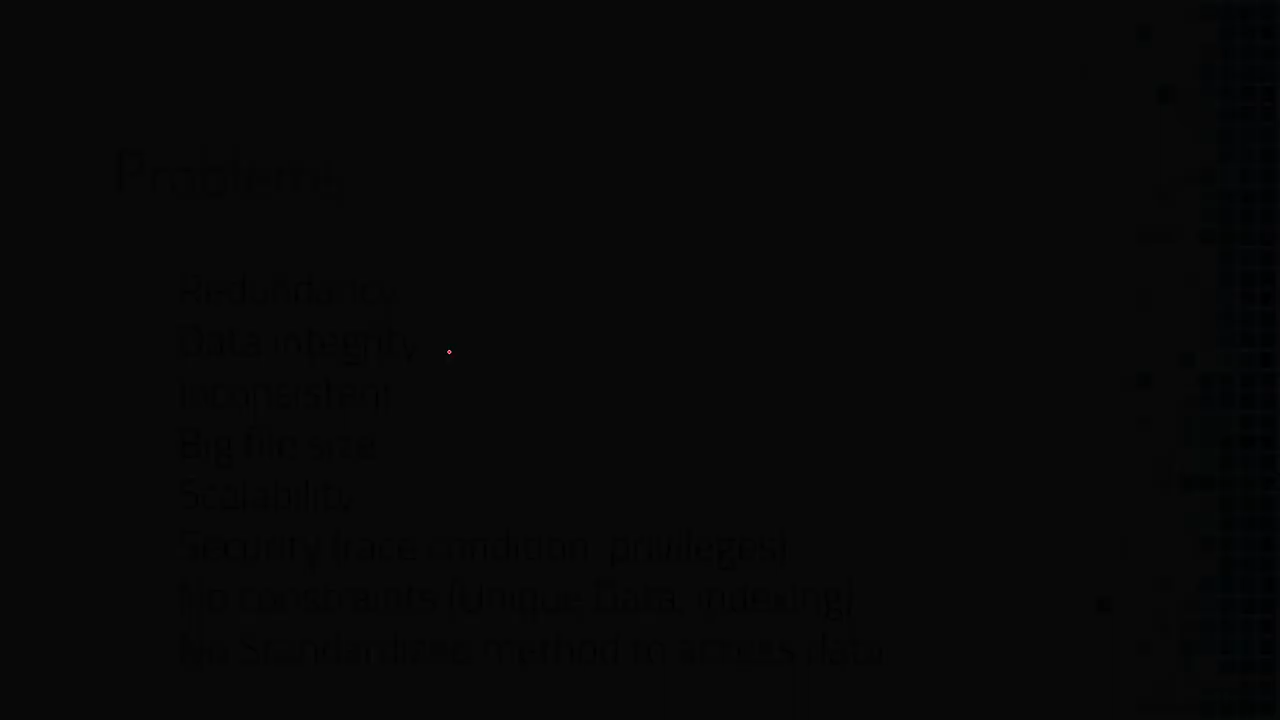 Problems
Redundancy
Data integrity
Inconsistent
Big file size
Scalability
Security (race condition, privileges)
No constraints (Unique Data, indexing)
No Standardized method to access data